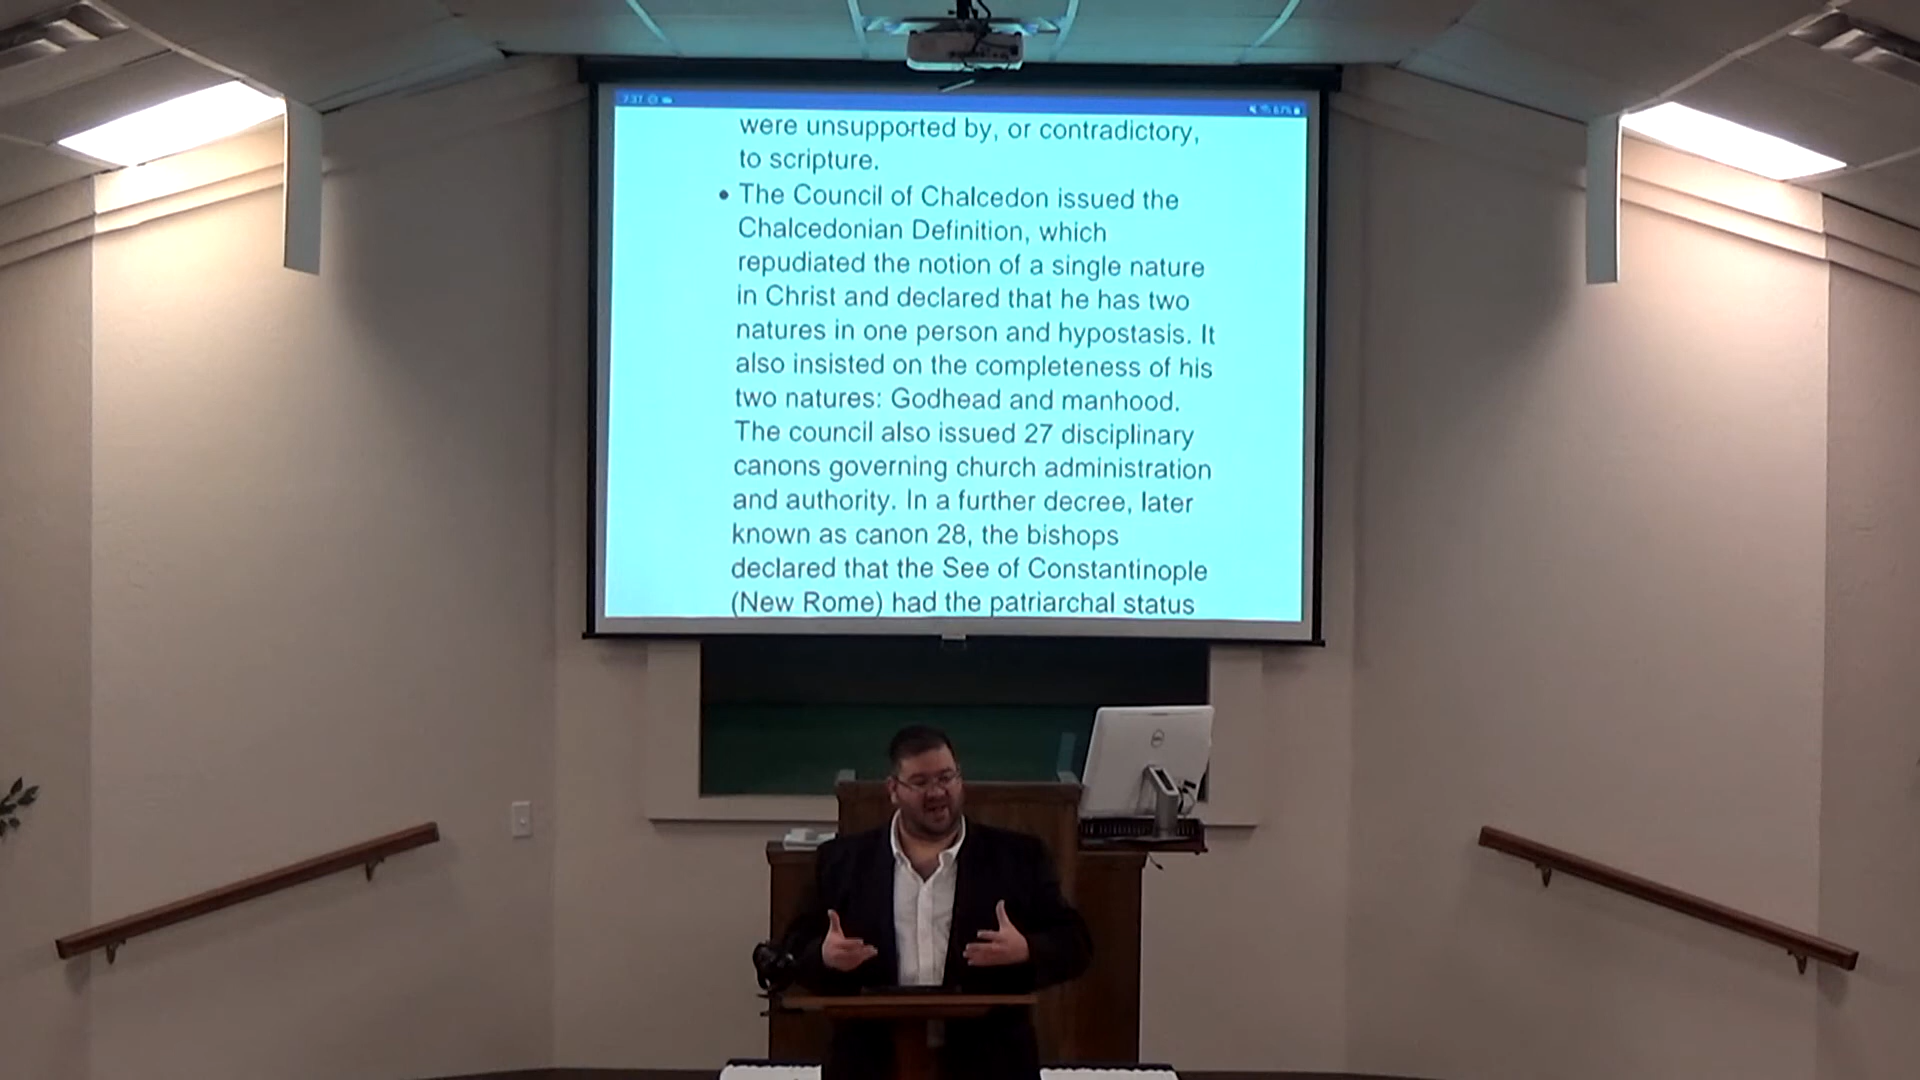 7:37
67%
were unsupported by, or contradictory,
to scripture.
• The Council of Chalcedon issued the
Chalcedonian Definition, which
repudiated the notion of a single nature
in Christ and declared that he has two
natures in one person and hypostasis. It
also insisted on the completeness of his
two natures: Godhead and manhood.
The council also issued 27 disciplinary
canons governing church administration
and authority. In a further decree, later
known as canon 28, the bishops
declared that the See of Constantinople
(New Rome) had the patriarchal status
DELL